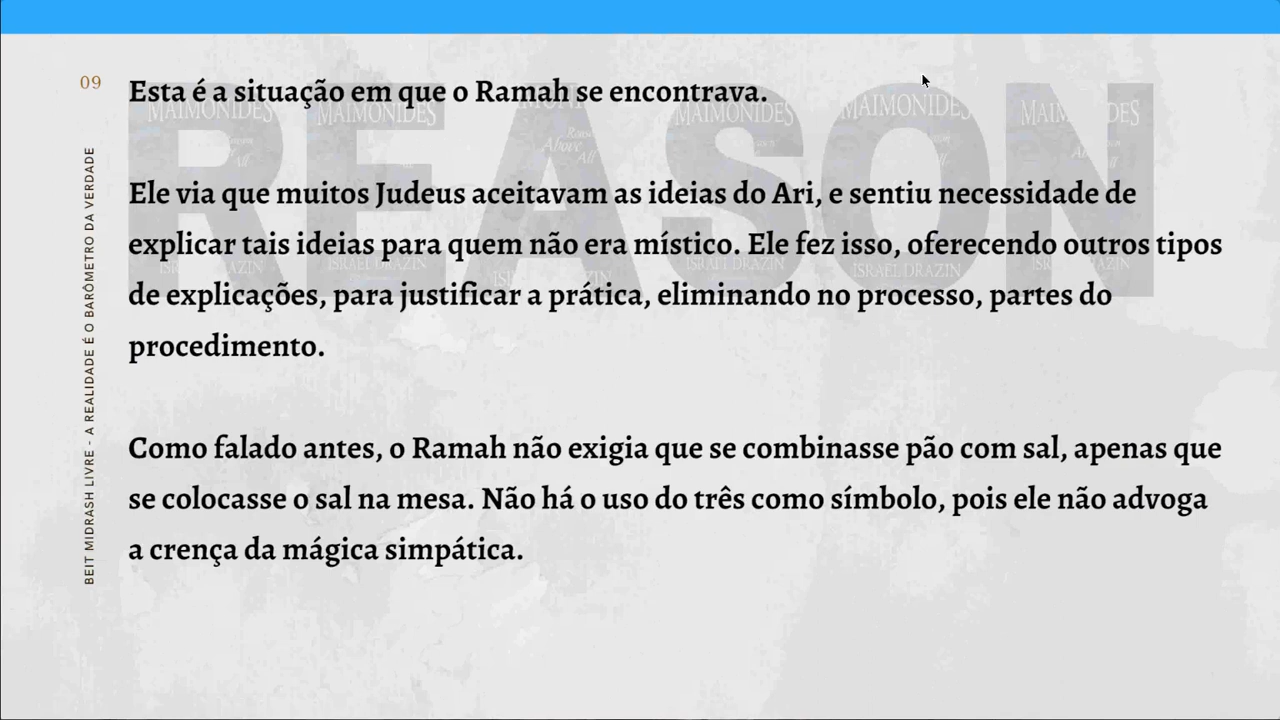 09
Esta é a situação em que o Ramah se encontrava.
REASON
MAIMONIDES MAIMONIDES MAIMONIDES MAIMONIDES
Ele via que muitos Judeus aceitavam as ideias do Ari, e sentiu necessidade de
explicar tais ideias para quem não era místico. Ele fez isso, oferecendo outros tipos
de explicações, para justificar a prática, eliminando no processo, partes do
procedimento.
Como falado antes, o Ramah não exigia que se combinasse pão com sal, apenas que
se colocasse o sal na mesa. Não há o uso do três como símbolo, pois ele não advoga
a crença da mágica simpática.
BEIT MIDRASH LIVRE - A REALIDADE É O BARÔMETRO DA VERDADE